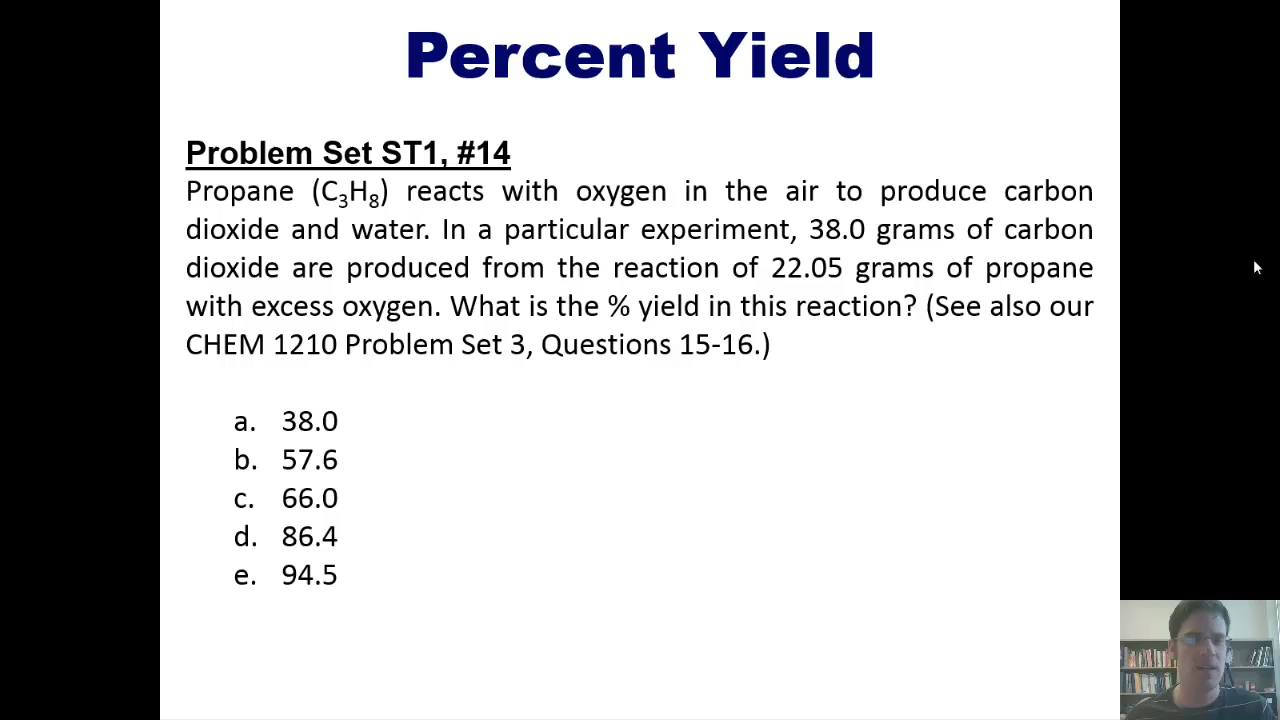 Percent Yield
Problem Set ST1, #14
Propane (C₃H₈) reacts with oxygen in the air to produce carbon
dioxide and water. In a particular experiment, 38.0 grams of carbon
dioxide are produced from the reaction of 22.05 grams of propane
with excess oxygen. What is the % yield in this reaction? (See also our
CHEM 1210 Problem Set 3, Questions 15-16.)
a. 38.0
b. 57.6
c. 66.0
d. 86.4
e. 94.5